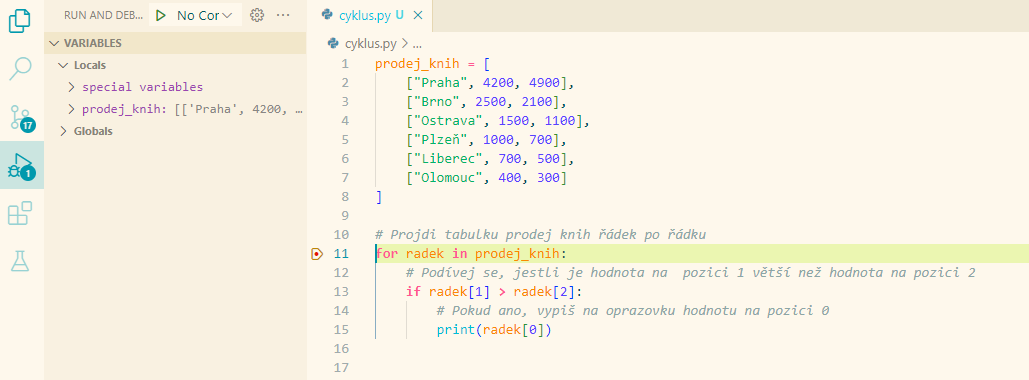 RUN AND DEB... No Cor ...
VARIABLES
Locals
special variables
prodej_knih: [['Praha', 4200, ...
Globals
17
1
cyklus.py U
cyklus.py > ...
1 prodej_knih = [
2 ["Praha", 4200, 4900],
3 ["Brno", 2500, 2100],
4 ["Ostrava", 1500, 1100],
5 ["Plzeň", 1000, 700],
6 ["Liberec", 700, 500],
7 ["Olomouc", 400, 300]
8 ]
9
10 # Projdi tabulku prodej knih řádek po řádku
11 for radek in prodej_knih:
12 # Podívej se, jestli je hodnota na  pozici 1 větší než hodnota na pozici 2
13 if radek[1] > radek[2]:
14 # Pokud ano, vypiš na oprazovku hodnotu na pozici 0
15 print(radek[0])
16
17